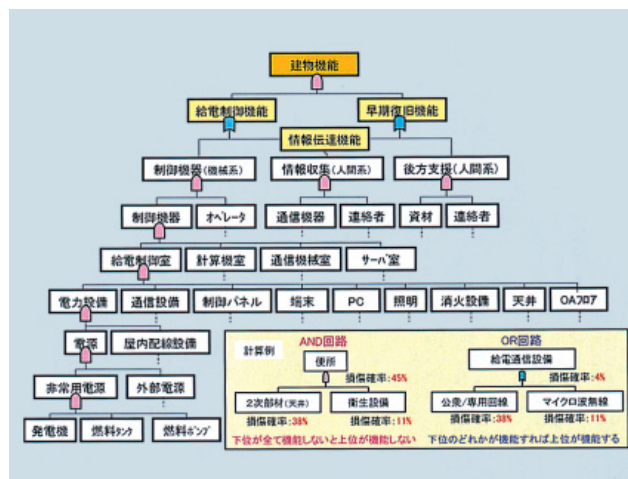 建物機能
給電制御機能
早期復旧機能
情報伝達機能
制御機器(機械系)
情報収集(人間系)
後方支援(人間系)
制御機器
オペレータ
通信機器
連絡者
資材
連絡者
給電制御室
計算機室
通信機械室
サーバ室
電力設備
通信設備
制御パネル
端末
PC
照明
消火設備
天井
OAフロア
電源
屋内配線設備
非常用電源
外部電源
発電機
燃料タンク
燃料ポンプ
計算例
AND回路
便所
損傷確率:45%
2次部材(天井)
衛生設備
損傷確率:38%
損傷確率:11%
下位が全て機能しないと上位が機能しない
OR回路
給電通信設備
損傷確率:4%
公衆/専用回線
マイクロ波無線
損傷確率:38%
損傷確率:11%
下位のどれかが機能すれば上位が機能する